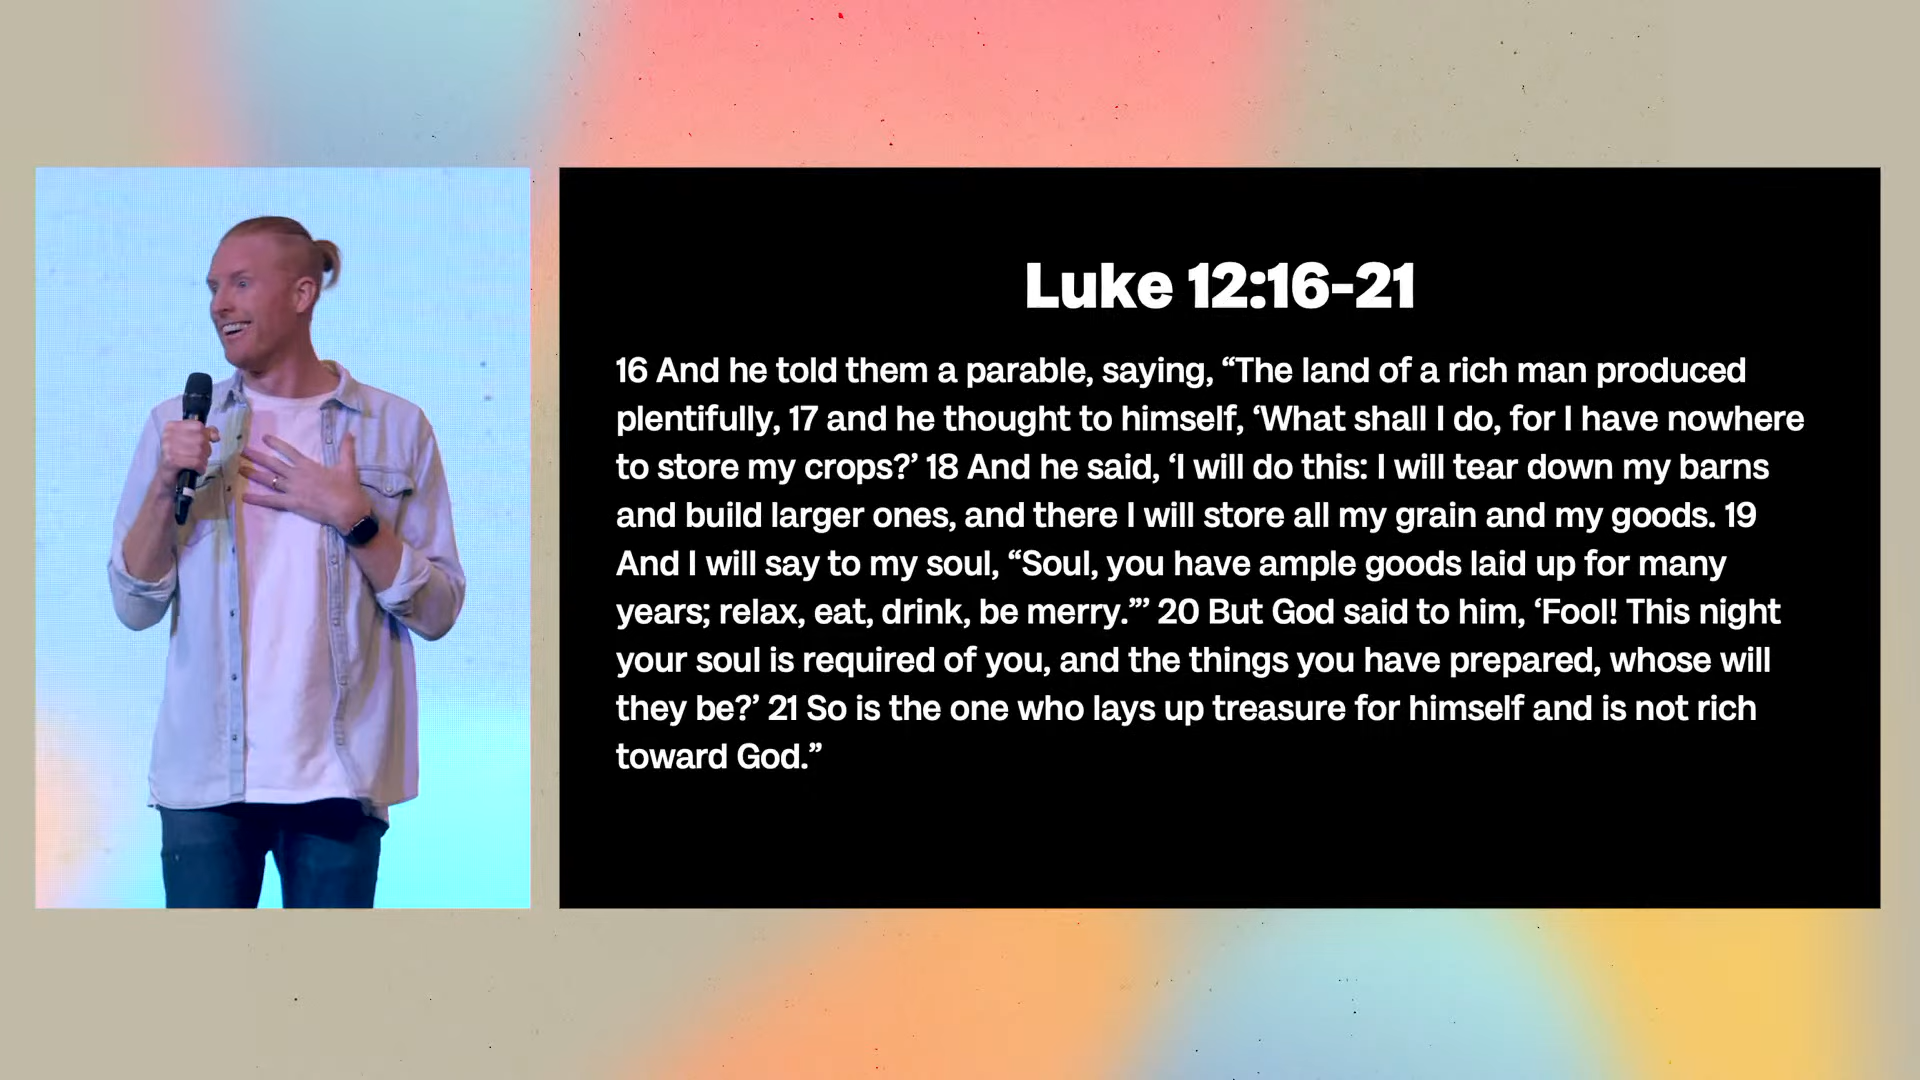 Luke 12:16-21
16 And he told them a parable, saying, “The land of a rich man produced
plentifully, 17 and he thought to himself, ‘What shall I do, for I have nowhere
to store my crops?’ 18 And he said, ‘I will do this: I will tear down my barns
and build larger ones, and there I will store all my grain and my goods. 19
And I will say to my soul, “Soul, you have ample goods laid up for many
years; relax, eat, drink, be merry.”’ 20 But God said to him, ‘Fool! This night
your soul is required of you, and the things you have prepared, whose will
they be?’ 21 So is the one who lays up treasure for himself and is not rich
toward God.”